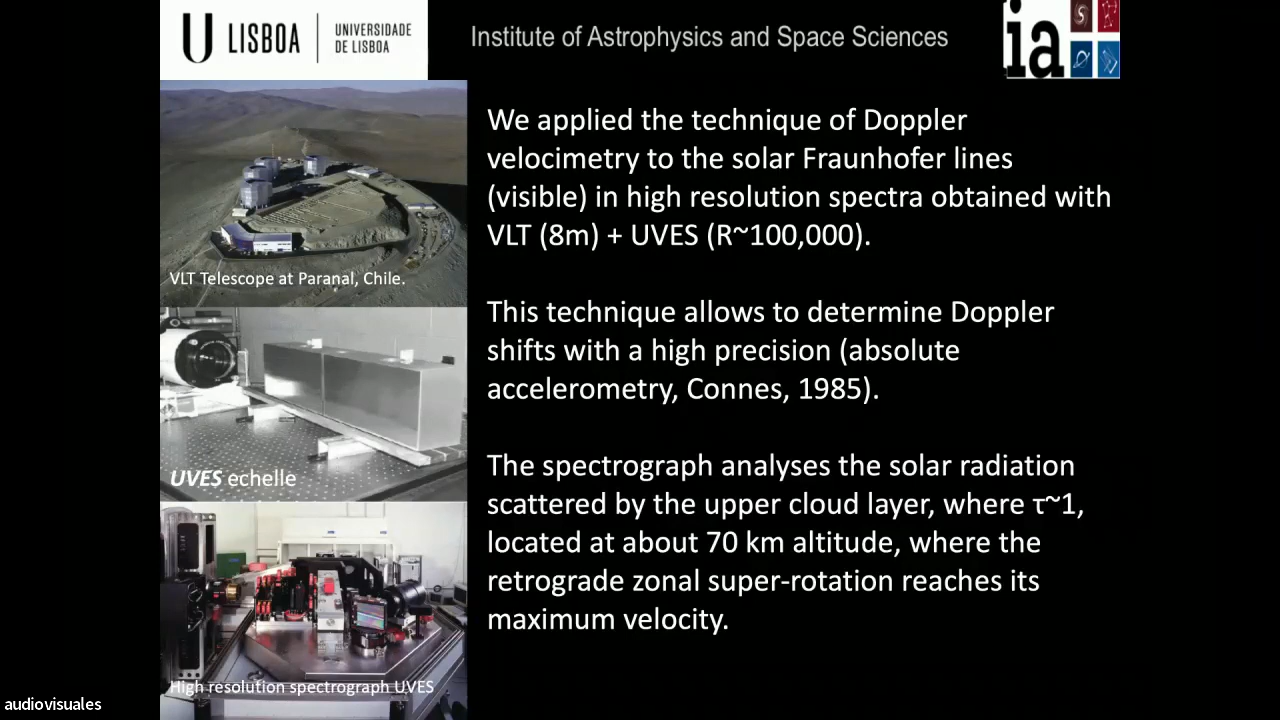 LISBOA
UNIVERSIDADE
DE LISBOA
Institute of Astrophysics and Space Sciences
ia
We applied the technique of Doppler
velocimetry to the solar Fraunhofer lines
(visible) in high resolution spectra obtained with
VLT (8m) + UVES (R~100,000).
VLT Telescope at Paranal, Chile.
This technique allows to determine Doppler
shifts with a high precision (absolute
accelerometry, Connes, 1985).
UVES echelle
The spectrograph analyses the solar radiation
scattered by the upper cloud layer, where τ~1,
located at about 70 km altitude, where the
retrograde zonal super-rotation reaches its
maximum velocity.
High resolution spectrograph UVES
audiovisuales